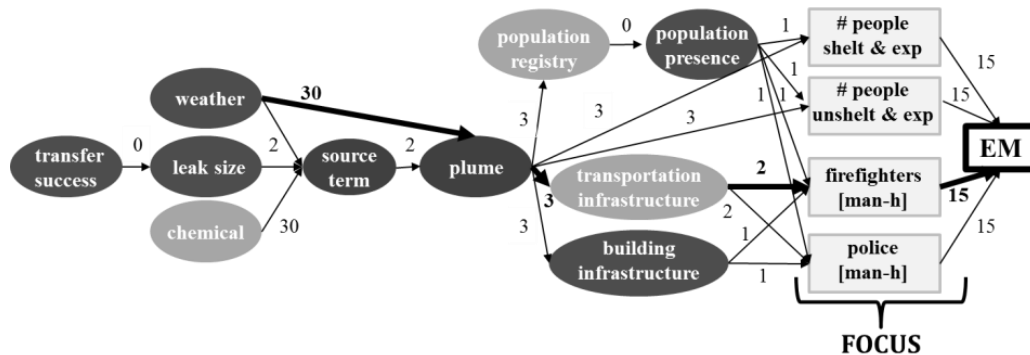 0
population
registry
population
presence
1
# people
shelt & exp
15
weather
30
3
3
1
1
1
# people
unshelt & exp
15
3
EM
transfer
success
0
leak size
2
source
term
2
plume
3
transportation
infrastructure
2
firefighters
[man-h]
15
chemical
30
3
2
1
building
infrastructure
1
police
[man-h]
15
FOCUS